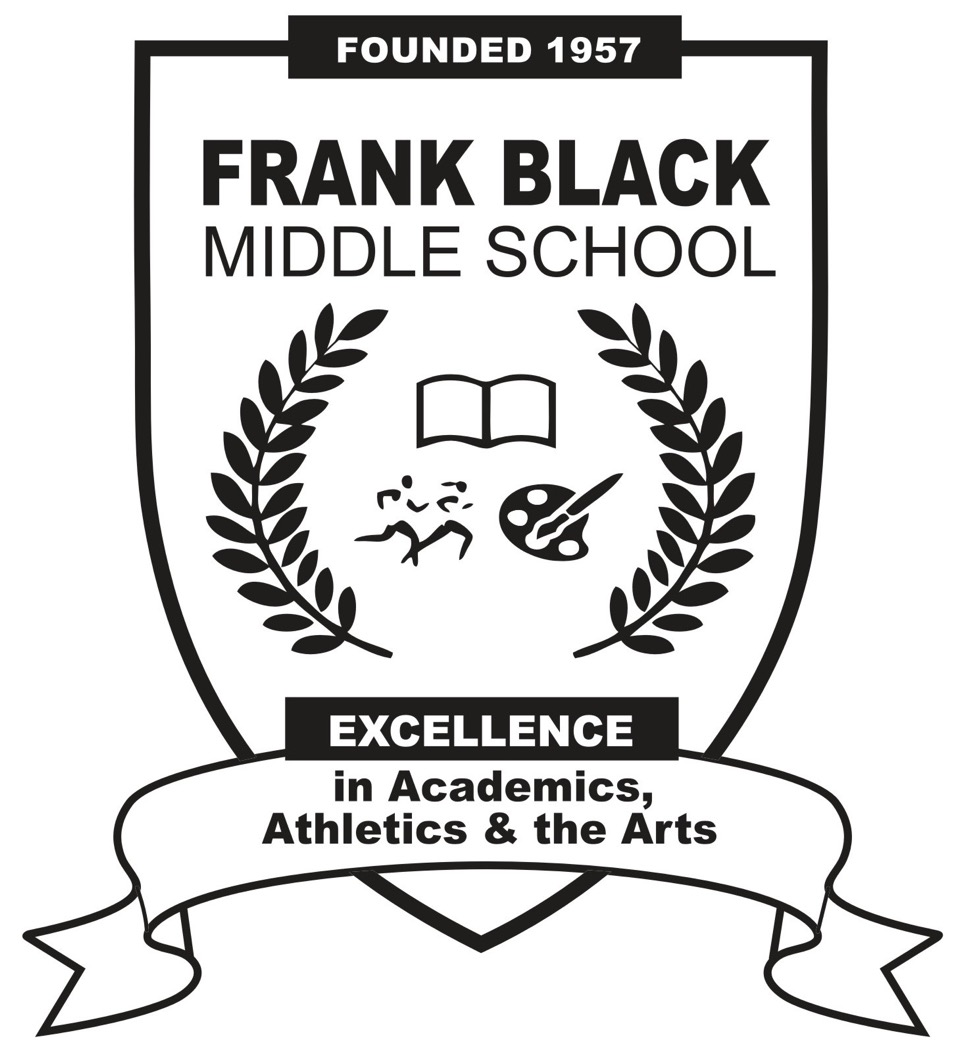 FOUNDED 1957
FRANK BLACK
MIDDLE SCHOOL
EXCELLENCE
in Academics,
Athletics & the Arts